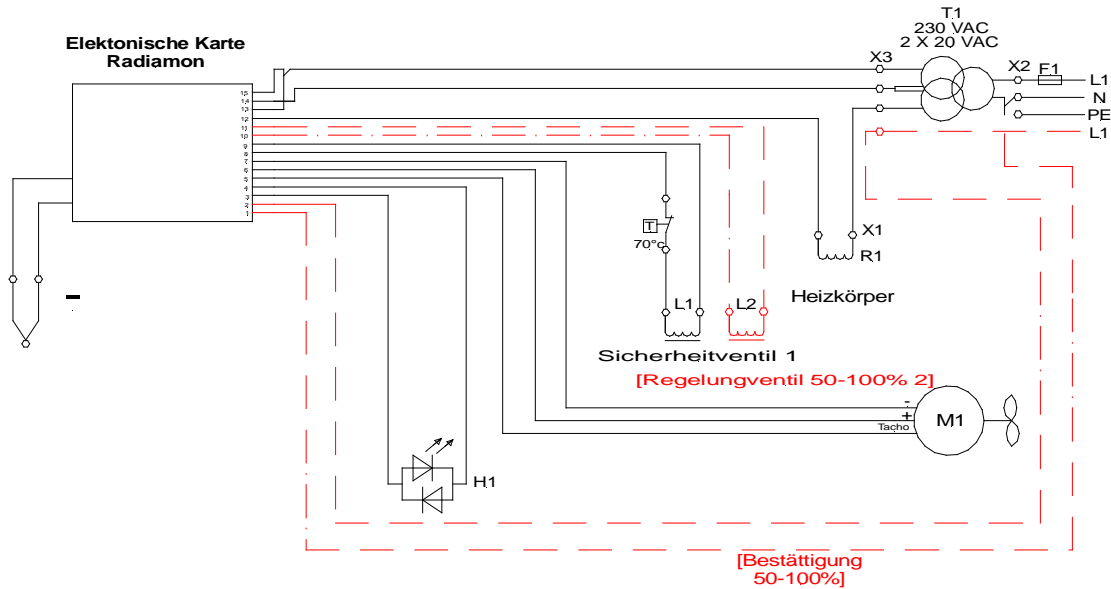 T1
230 VAC
2 X 20 VAC
Elektonische Karte
Radiamon
X3
X2
F1
L1
N
PE
L1
15
14
13
12
11
10
9
8
7
6
5
4
3
2
1
T
70°c
X1
R1
L1
L2
Heizkörper
Sicherheitventil 1
[Regelungventil 50-100% 2]
-
+
Tacho
M1
H1
[Bestättigung
50-100%]